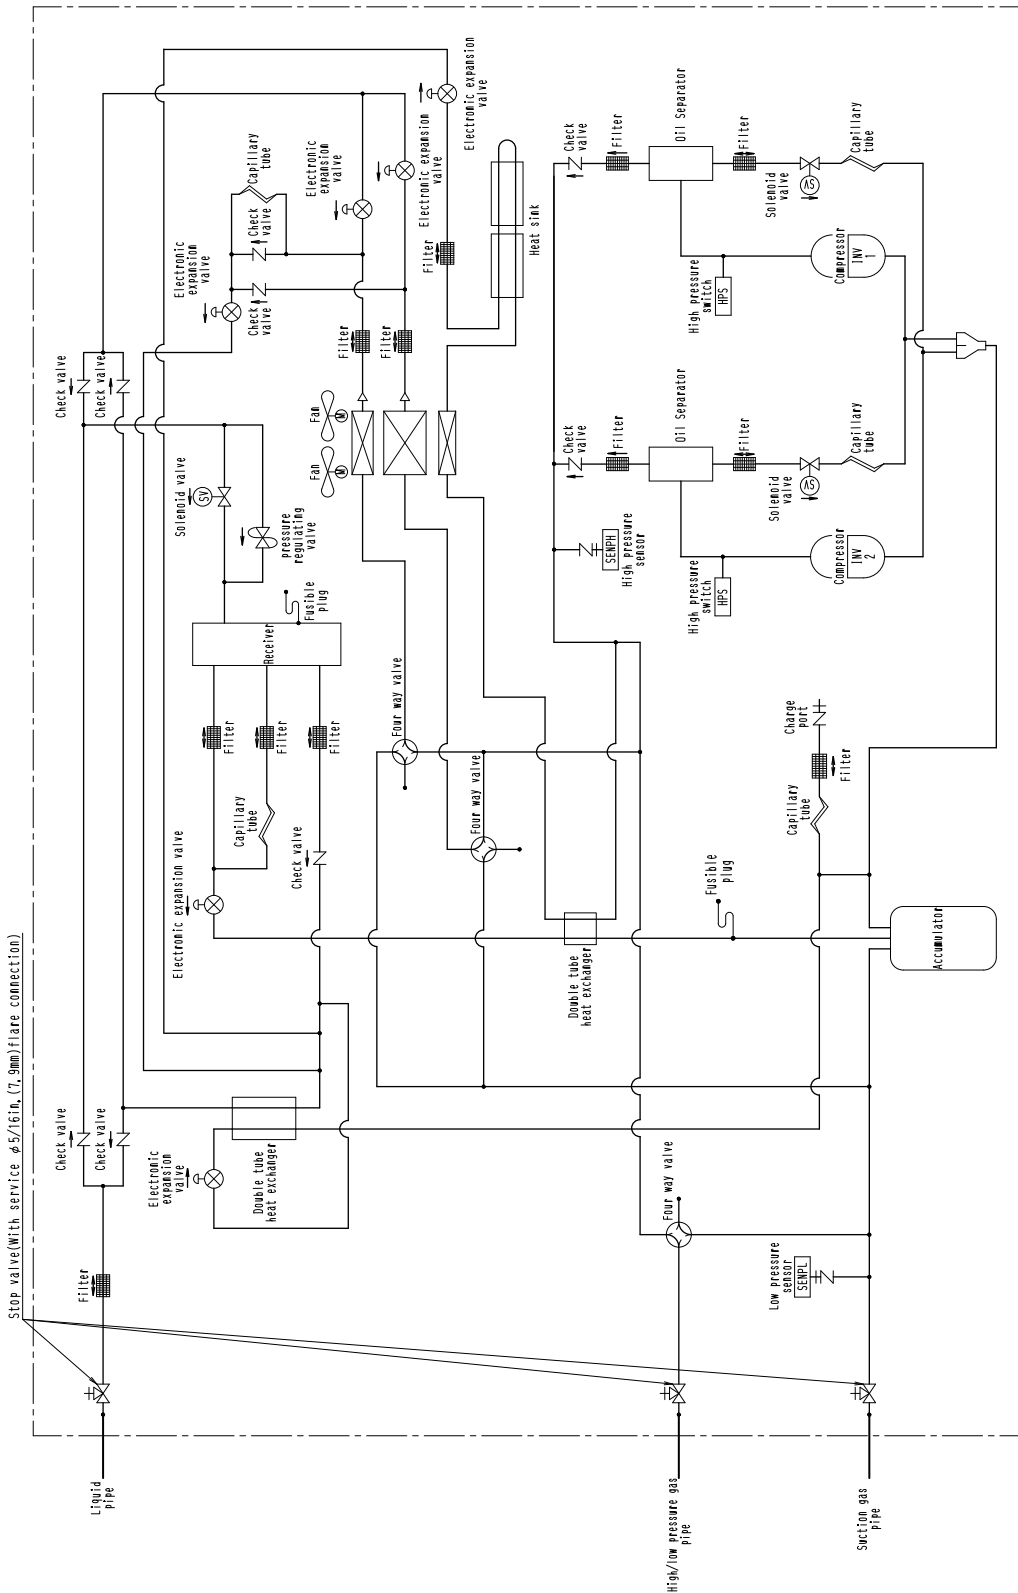 Stop valve(With service φ5/16in.(7.9mm)flare connection)
Liquid
pipe
Filter
Check valve
Check valve
Check valve
Check valve
Electronic
expansion
valve
Double tube
heat exchanger
Electronic expansion valve
Capillary
tube
Check valve
Filter
Filter
Filter
Receiver
Fusible
plug
Solenoid valve
SV
pressure
regulating
valve
Fan
M
Fan
M
Filter
Filter
Electronic
expansion
valve
Check
valve
Check
valve
Capillary
tube
Electronic
expansion
valve
Electronic expansion
valve
Electronic expansion
valve
Filter
Heat sink
Four way valve
Four way valve
Double tube
heat exchanger
Fusible
plug
Check
valve
Filter
Oil Separator
Filter
Solenoid
valve
SV
Capillary
tube
High pressure
switch
HPS
Compressor
INV
1
Check
valve
Filter
Oil Separator
Filter
Solenoid
valve
SV
Capillary
tube
SENPH
High pressure
sensor
High pressure
switch
HPS
Compressor
INV
2
Charge
port
Filter
Capillary
tube
Accumulator
Four way valve
Low pressure
sensor
SENPL
High/low pressure gas
pipe
Suction gas
pipe